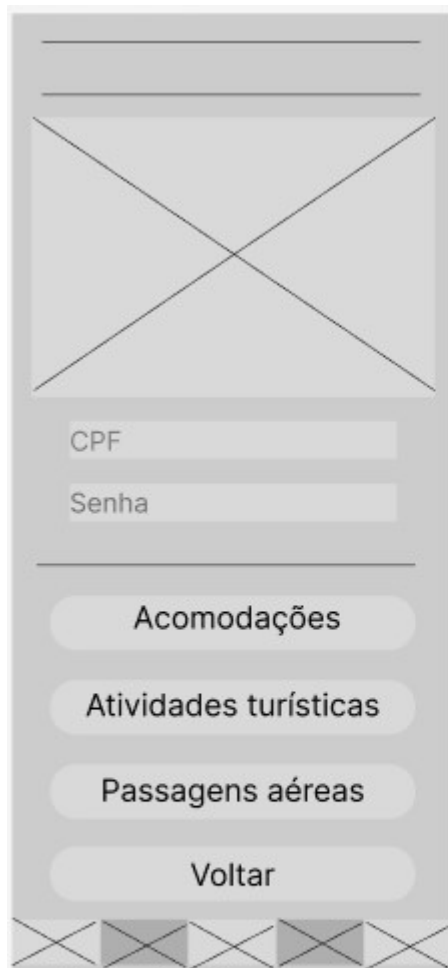 CPF
Senha
Acomodações
Atividades turísticas
Passagens aéreas
Voltar